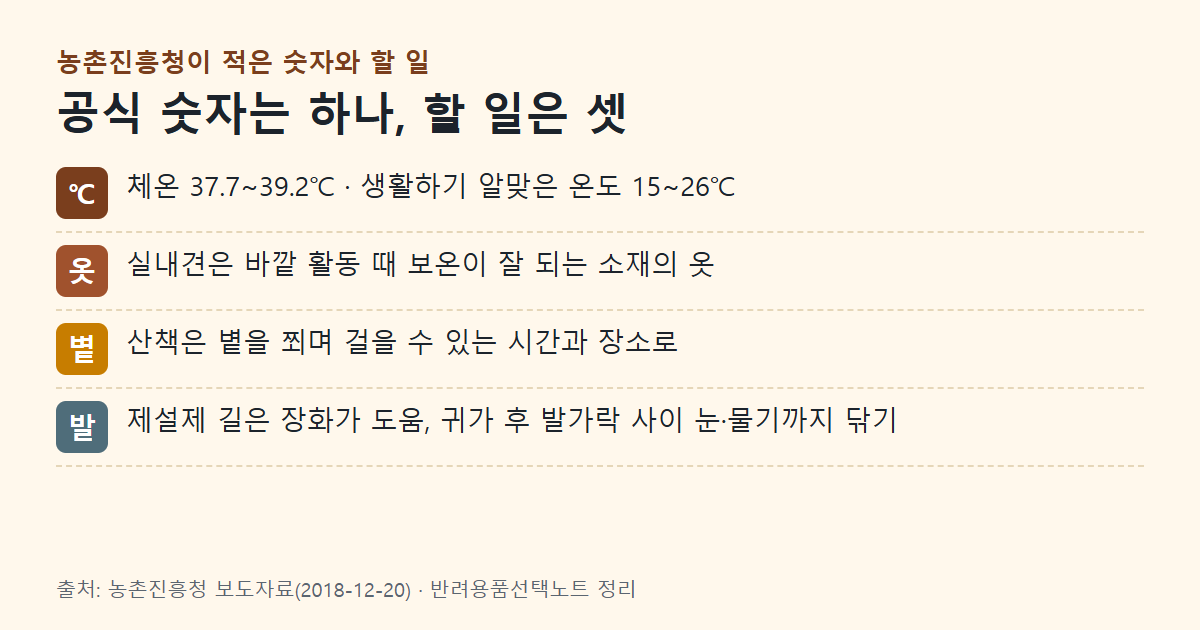 농촌진흥청이 적은 숫자와 할 일
공식 숫자는 하나, 할 일은 셋
℃ 체온 37.7~39.2℃ · 생활하기 알맞은 온도 15~26℃
옷 실내견은 바깥 활동 때 보온이 잘 되는 소재의 옷
볕 산책은 볕을 쬐며 걸을 수 있는 시간과 장소로
발 제설제 길은 장화가 도움, 귀가 후 발가락 사이 눈·물기까지 닦기
출처: 농촌진흥청 보도자료(2018-12-20) · 반려용품선택노트 정리